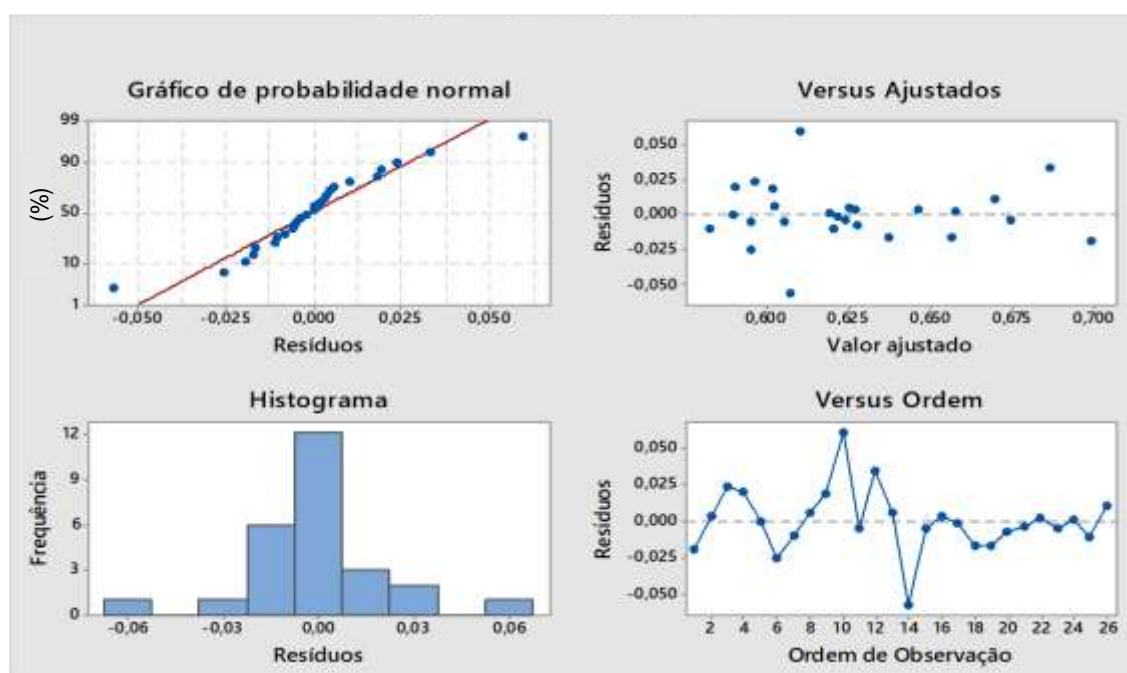 Gráfico de probabilidade normal
99
90
50
10
1
(%)
-0,050 -0,025 0,000 0,025 0,050
Resíduos
Versus Ajustados
0,050
0,025
0,000
-0,025
-0,050
Resíduos
0,600 0,625 0,650 0,675 0,700
Valor ajustado
Histograma
12
9
6
3
0
Frequência
-0,06 -0,03 0,00 0,03 0,06
Resíduos
Versus Ordem
0,050
0,025
0,000
-0,025
-0,050
Resíduos
2 4 6 8 10 12 14 16 18 20 22 24 26
Ordem de Observação